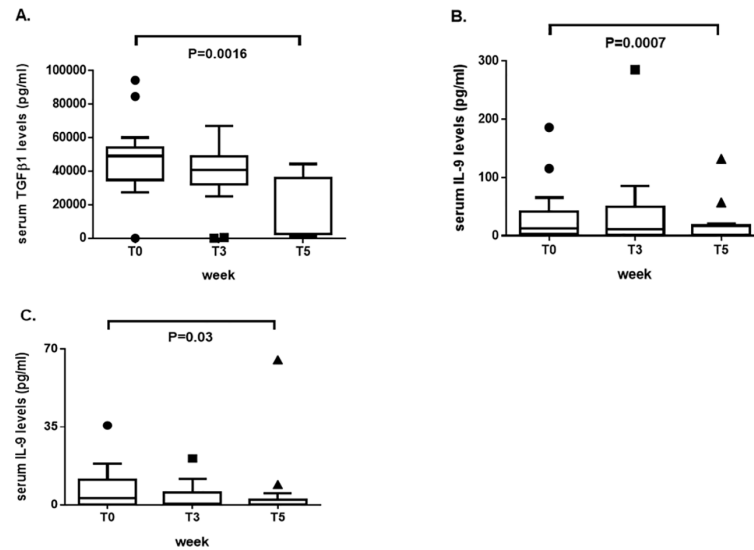 A.
P=0.0016
serum TGFβ1 levels (pg/ml)
100000
80000
60000
40000
20000
0
T0 T3 T5
week
B.
P=0.0007
serum IL-9 levels (pg/ml)
300
200
100
0
T0 T3 T5
week
C.
P=0.03
serum IL-9 levels (pg/ml)
70
35
0
T0 T3 T5
week